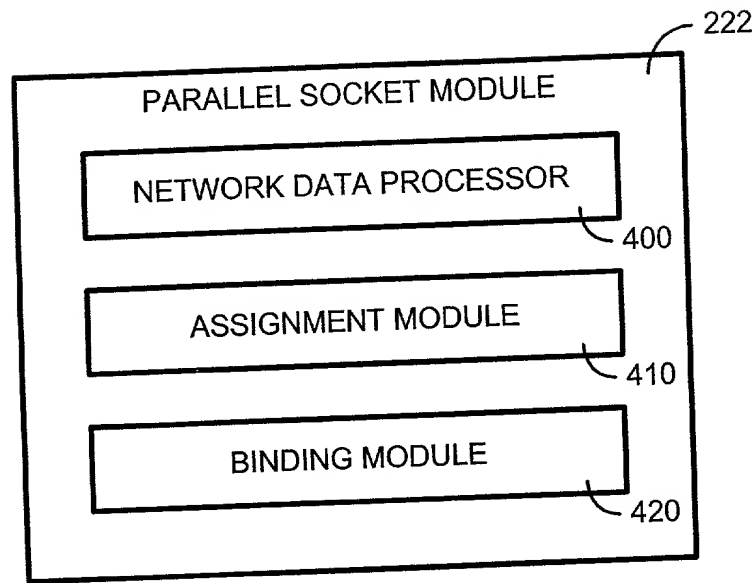 222
PARALLEL SOCKET MODULE
NETWORK DATA PROCESSOR
400
ASSIGNMENT MODULE
410
BINDING MODULE
420